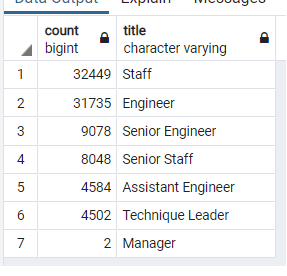 Data Output Explain Messages
count title
bigint character varying
1 32449 Staff
2 31735 Engineer
3 9078 Senior Engineer
4 8048 Senior Staff
5 4584 Assistant Engineer
6 4502 Technique Leader
7 2 Manager